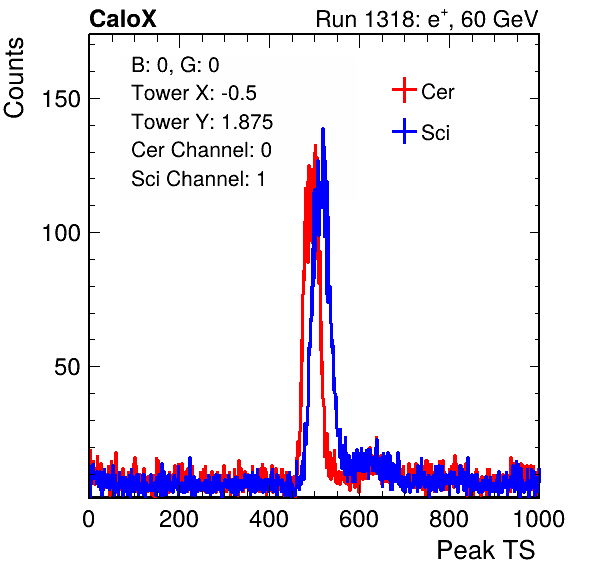 CaloX Run 1318: e⁺, 60 GeV
Counts
B: 0, G: 0
Tower X: -0.5
Tower Y: 1.875
Cer Channel: 0
Sci Channel: 1
Cer
Sci
150
100
50
0 200 400 600 800 1000
Peak TS